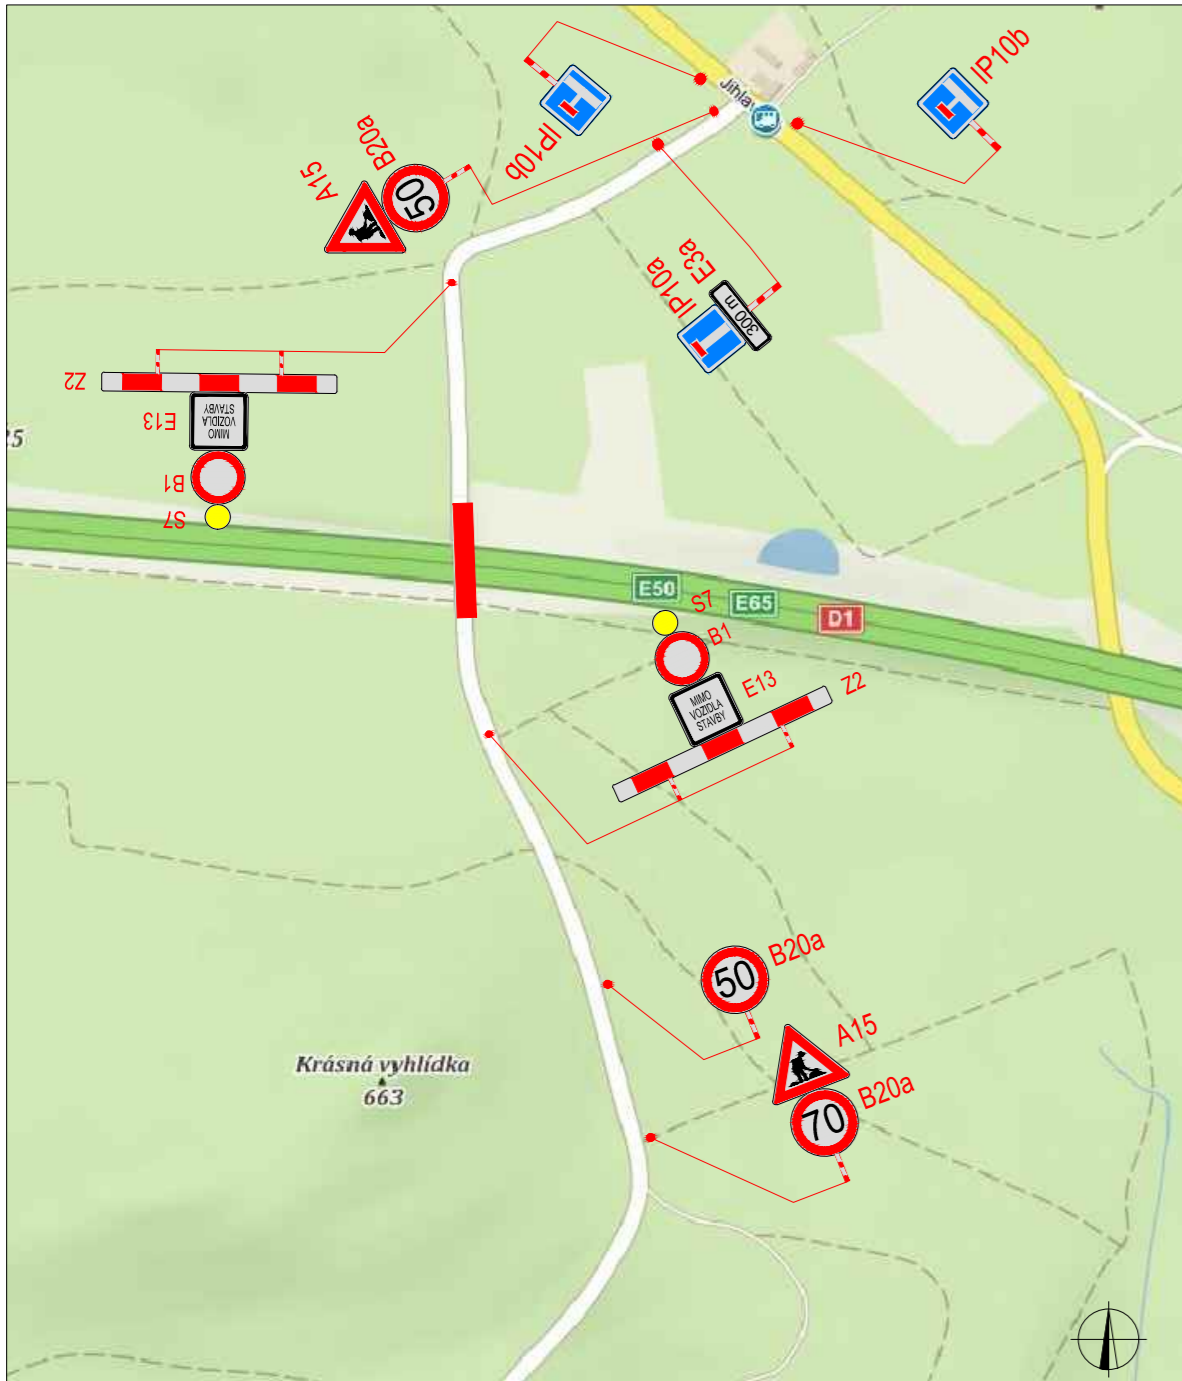 IP10b
IP10b
Jihla
B20a
A15
50
IP10a
E3a
300 m
Z2
E13
MIMO
VOZIDLA
STAVBY
B1
S7
E50
E65
D1
S7
B1
E13
Z2
MIMO
VOZIDLA
STAVBY
50
B20a
A15
B20a
70
Krásná vyhlídka
663